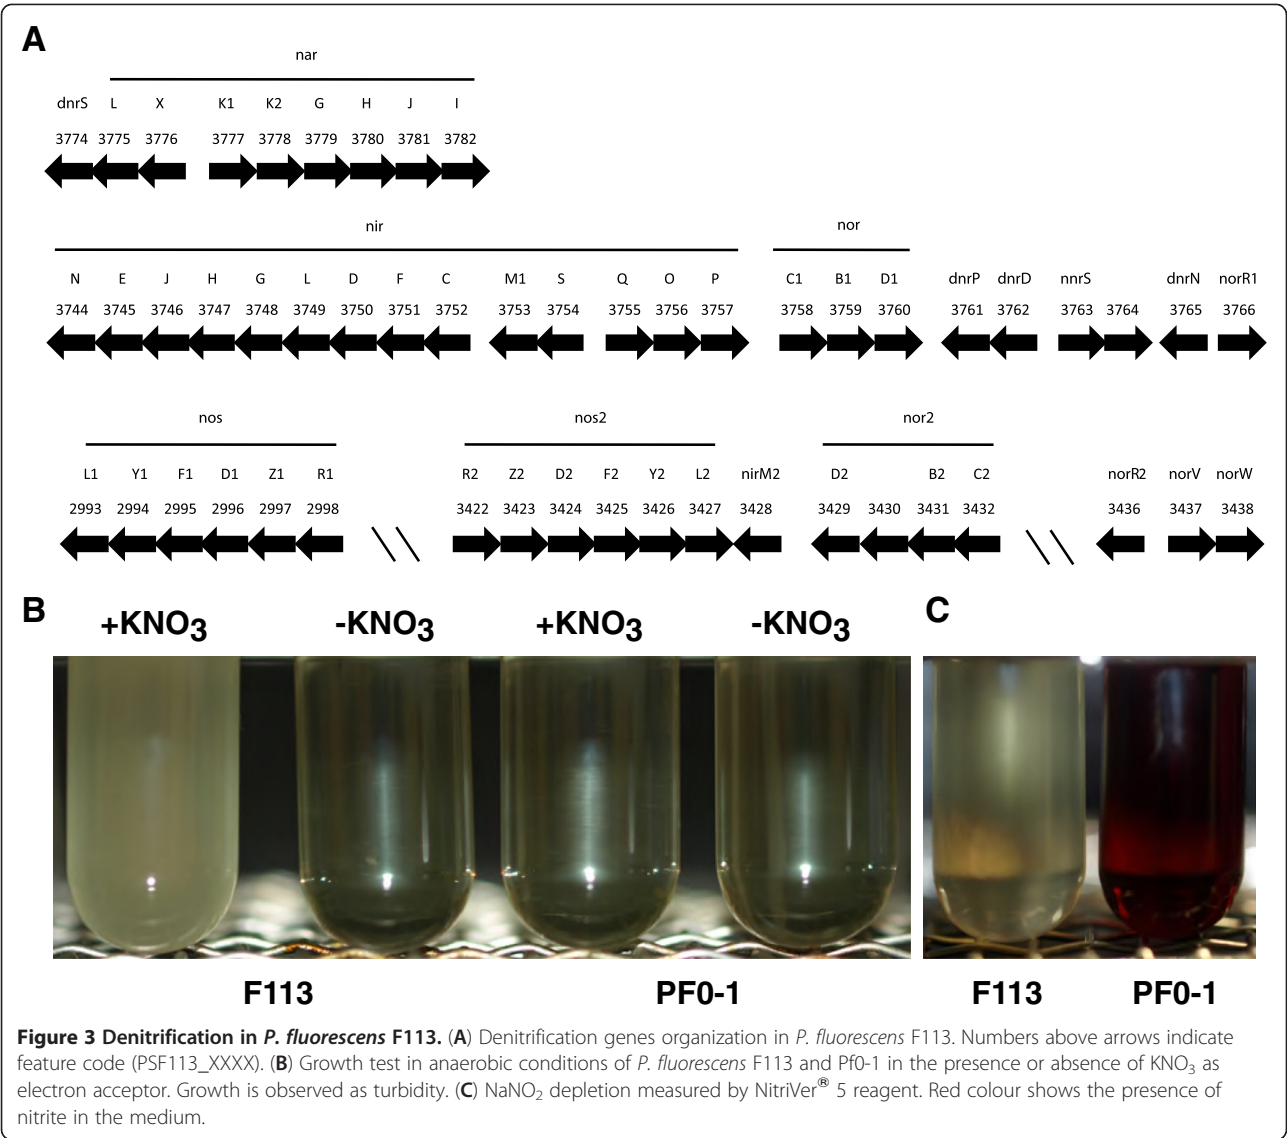 A
nar
dnrS L X K1 K2 G H J I
3774 3775 3776 3777 3778 3779 3780 3781 3782
nir nor
N E J H G L D F C M1 S Q O P C1 B1 D1 dnrP dnrD nnrS dnrN norR1
3744 3745 3746 3747 3748 3749 3750 3751 3752 3753 3754 3755 3756 3757 3758 3759 3760 3761 3762 3763 3764 3765 3766
nos nos2 nor2
L1 Y1 F1 D1 Z1 R1 R2 Z2 D2 F2 Y2 L2 nirM2 D2 B2 C2 norR2 norV norW
2993 2994 2995 2996 2997 2998 3422 3423 3424 3425 3426 3427 3428 3429 3430 3431 3432 3436 3437 3438
B C
+KNO3 -KNO3 +KNO3 -KNO3
F113 PF0-1 F113 PF0-1
Figure 3 Denitrification in P. fluorescens F113. (A) Denitrification genes organization in P. fluorescens F113. Numbers above arrows indicate
feature code (PSF113_XXXX). (B) Growth test in anaerobic conditions of P. fluorescens F113 and Pf0-1 in the presence or absence of KNO3 as
electron acceptor. Growth is observed as turbidity. (C) NaNO2 depletion measured by NitriVer® 5 reagent. Red colour shows the presence of
nitrite in the medium.